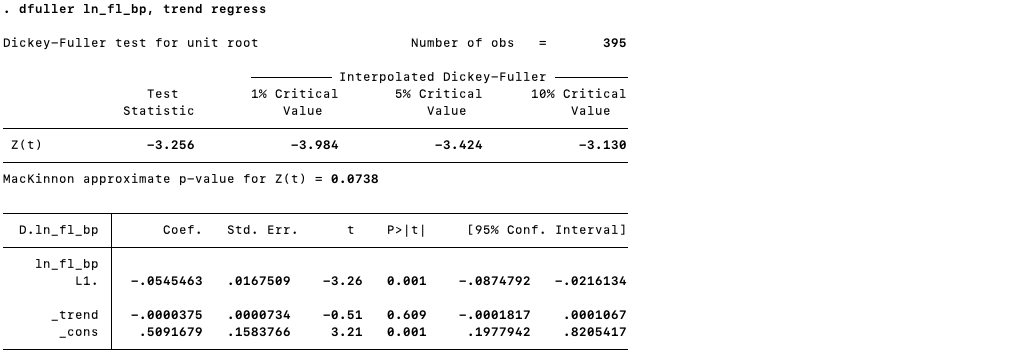 . dfuller ln_fl_bp, trend regress
Dickey-Fuller test for unit root Number of obs = 395
Interpolated Dickey-Fuller
Test 1% Critical 5% Critical 10% Critical
Statistic Value Value Value
Z(t) -3.256 -3.984 -3.424 -3.130
MacKinnon approximate p-value for Z(t) = 0.0738
D.ln_fl_bp Coef. Std. Err. t P>|t| [95% Conf. Interval]
ln_fl_bp
L1. -.0545463 .0167509 -3.26 0.001 -.0874792 -.0216134
_trend -.0000375 .0000734 -0.51 0.609 -.0001817 .0001067
_cons .5091679 .1583766 3.21 0.001 .1977942 .8205417